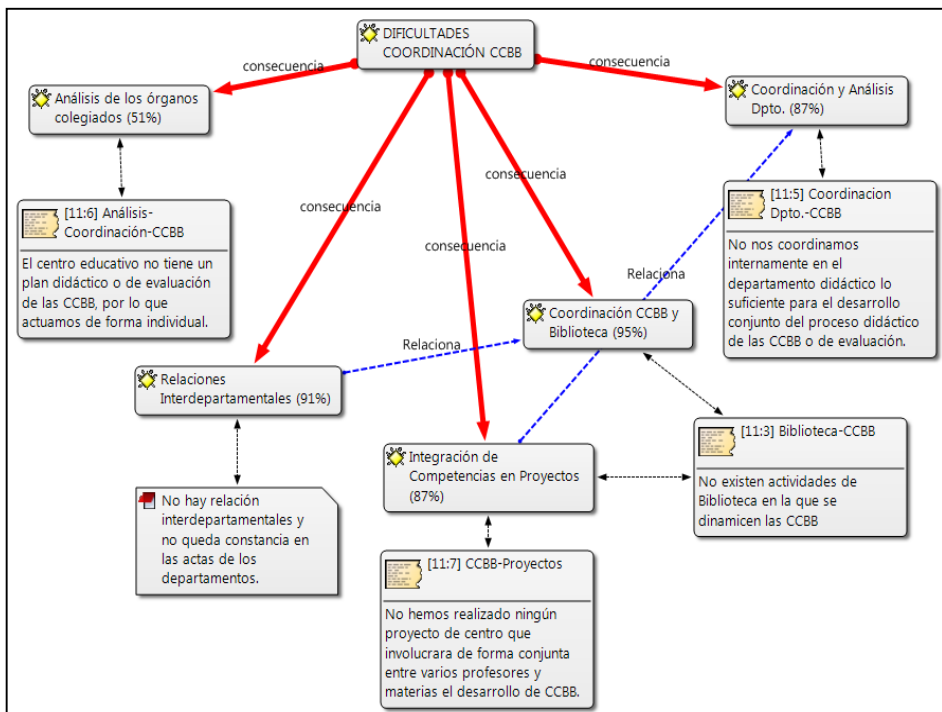 DIFICULTADES
COORDINACIÓN CCBB
consecuencia
consecuencia
Análisis de los órganos
colegiados (51%)
Coordinación y Análisis
Dpto. (87%)
consecuencia
consecuencia
consecuencia
[11:6] Análisis-
Coordinación-CCBB
El centro educativo no tiene un
plan didáctico o de evaluación
de las CCBB, por lo que
actuamos de forma individual.
[11:5] Coordinacion
Dpto.-CCBB
No nos coordinamos
internamente en el
departamento didáctico lo
suficiente para el desarrollo
conjunto del proceso didáctico
de las CCBB o de evaluación.
Relaciona
Coordinación CCBB y
Biblioteca (95%)
Relaciona
Relaciones
Interdepartamentales (91%)
[11:3] Biblioteca-CCBB
No existen actividades de
Biblioteca en la que se
dinamicen las CCBB
Integración de
Competencias en Proyectos
(87%)
No hay relación
interdepartamentales y
no queda constancia en
las actas de los
departamentos.
[11:7] CCBB-Proyectos
No hemos realizado ningún
proyecto de centro que
involucrara de forma conjunta
entre varios profesores y
materias el desarrollo de CCBB.